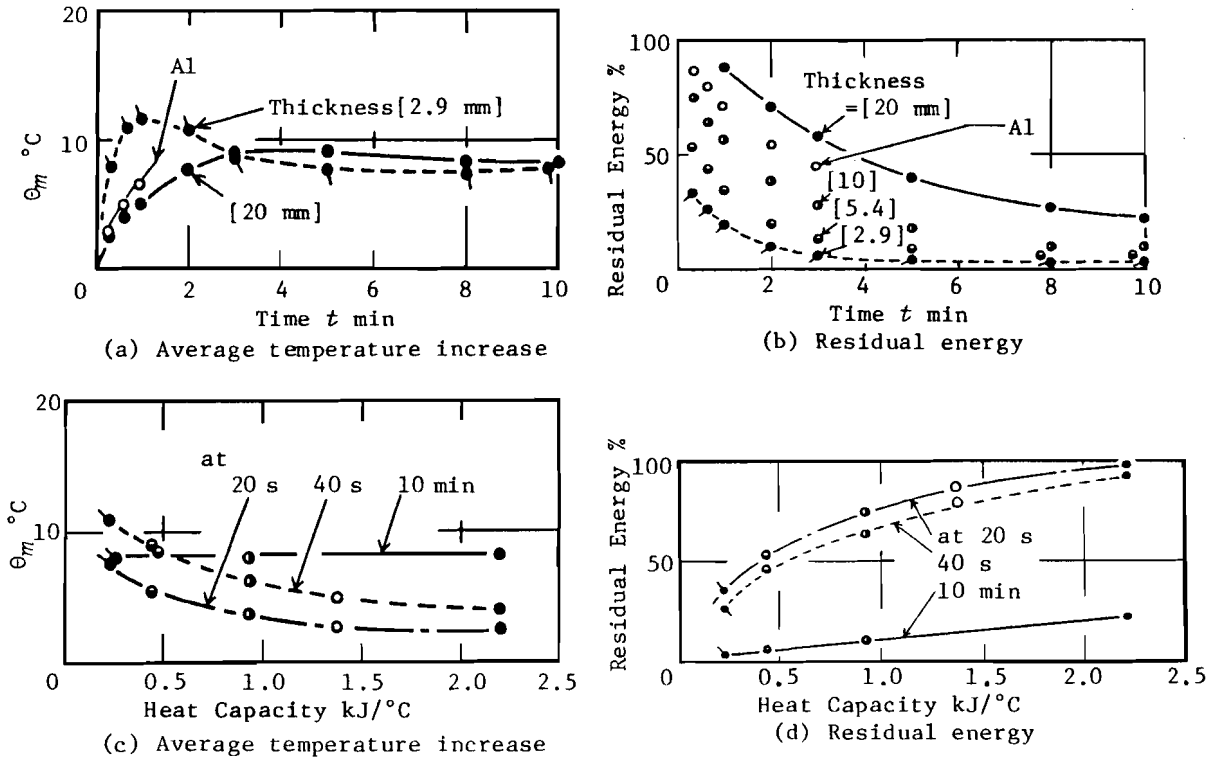 20
10
0
θm °C
Al
Thickness[2.9 mm]
[20 mm]
0 2 4 6 8 10
Time t min
(a) Average temperature increase
100
50
0
Residual Energy %
Thickness
=[20 mm]
Al
[10]
[5.4]
[2.9]
0 2 4 6 8 10
Time t min
(b) Residual energy
20
10
0
θm °C
at
20 s 40 s 10 min
0 0.5 1.0 1.5 2.0 2.5
Heat Capacity kJ/°C
(c) Average temperature increase
100
50
0
Residual Energy %
at 20 s
40 s
10 min
0 0.5 1.0 1.5 2.0 2.5
Heat Capacity kJ/°C
(d) Residual energy